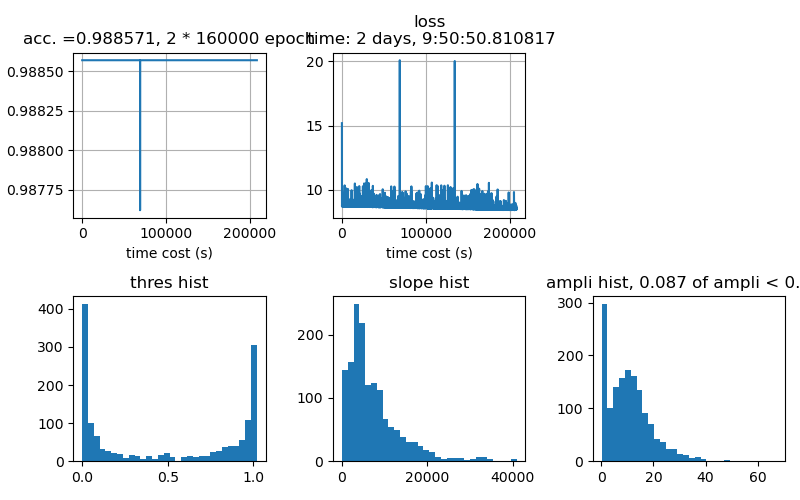 loss
acc. =0.988571, 2 * 160000 epoch
time: 2 days, 9:50:50.810817
0.98850
0.98825
0.98800
0.98775
0 100000 200000
time cost (s)
20
15
10
0 100000 200000
time cost (s)
thres hist
400
300
200
100
0
0.0 0.5 1.0
slope hist
200
100
0
0 20000 40000
ampli hist, 0.087 of ampli < 0.
300
200
100
0
0 20 40 60